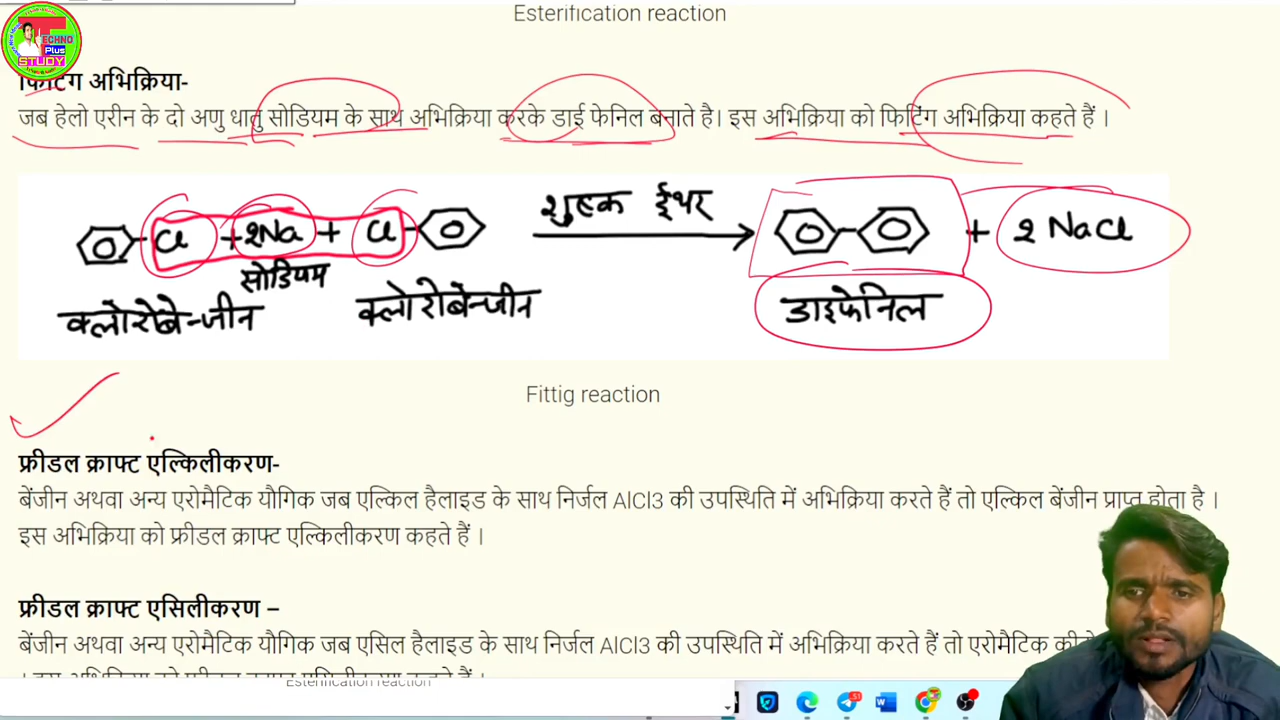 Esterification reaction
TECHNO
Plus
STUDY
फिटिंग अभिक्रिया-
जब हेलो एरीन के दो अणु धातु सोडियम के साथ अभिक्रिया करके डाई फेनिल बनाते है। इस अभिक्रिया को फिटिंग अभिक्रिया कहते हैं ।
Cl +2Na + Cl शुष्क ईथर + 2 NaCl
सोडियम
क्लोरोबेन्जीन क्लोरोबेन्जीन डाइफेनिल
Fittig reaction
फ्रीडल क्राफ्ट एल्किलीकरण-
बेंजीन अथवा अन्य एरोमैटिक यौगिक जब एल्किल हैलाइड के साथ निर्जल AlCl3 की उपस्थिति में अभिक्रिया करते हैं तो एल्किल बेंजीन प्राप्त होता है ।
इस अभिक्रिया को फ्रीडल क्राफ्ट एल्किलीकरण कहते हैं ।
फ्रीडल क्राफ्ट एसिलीकरण –
बेंजीन अथवा अन्य एरोमैटिक यौगिक जब एसिल हैलाइड के साथ निर्जल AlCl3 की उपस्थिति में अभिक्रिया करते हैं तो एरोमैटिक
Esterification reaction
51